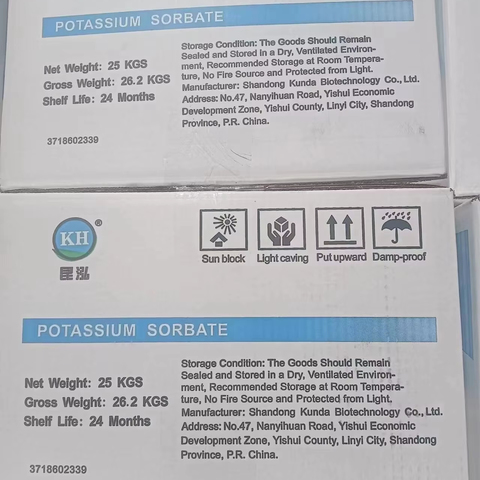 POTASSIUM SORBATE
Net Weight: 25 KGS
Gross Weight: 26.2 KGS
Shelf Life: 24 Months
Storage Condition: The Goods Should Remain
Sealed and Stored in a Dry, Ventilated Environ-
ment, Recommended Storage at Room Tempera-
ture, No Fire Source and Protected from Light.
Manufacturer: Shandong Kunda Biotechnology Co., Ltd.
Address: No.47, Nanyihuan Road, Yishui Economic
Development Zone, Yishui County, Linyi City, Shandong
Province, P.R. China.
3718602339
KH®
昆泓
Sun bock
Light caving
Put upward
Damp-proof
POTASSIUM SORBATE
Net Weight: 25 KGS
Gross Weight: 26.2 KGS
Shelf Life: 24 Months
Storage Condition: The Goods Should Remain
Sealed and Stored in a Dry, Ventilated Environ-
ment, Recommended Storage at Room Tempera-
ture, No Fire Source and Protected from Light.
Manufacturer: Shandong Kunda Biotechnology Co., Ltd.
Address: No.47, Nanyihuan Road, Yishui Economic
Development Zone, Yishui County, Linyi City, Shandong
Province, P.R. China.
3718602339